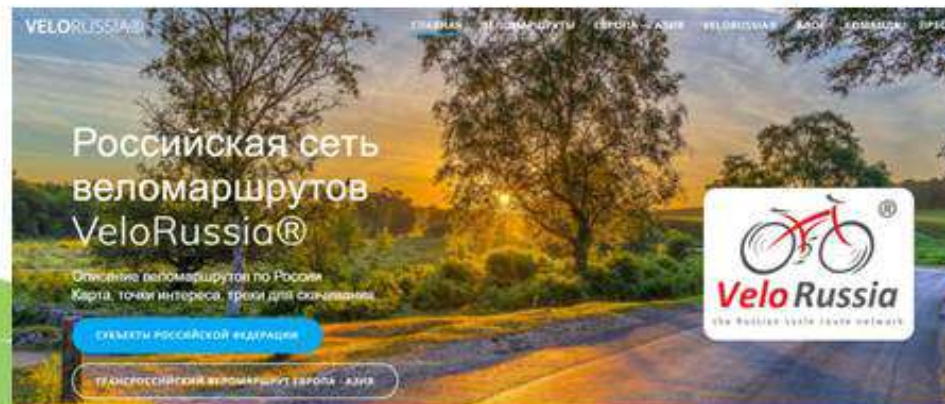 VELORUSSIA®
ГЛАВНАЯ ВЕЛОМАРШРУТЫ ЕВРОПА - АЗИЯ VELORUSSIA® БЛОГ КОМАНДА
Российская сеть
веломаршрутов
VeloRussia®
Описание веломаршрутов по России
Карта, точки интереса, треки для скачивания
СУБЪЕКТЫ РОССИЙСКОЙ ФЕДЕРАЦИИ
ТРАНСРОССИЙСКИЙ ВЕЛОМАРШРУТ ЕВРОПА - АЗИЯ
®
Velo Russia
the Russian cycle route network